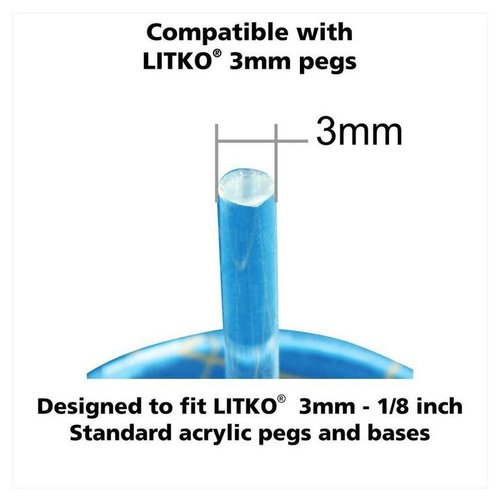 Compatible with
LITKO® 3mm pegs
3mm
Designed to fit LITKO® 3mm - 1/8 inch
Standard acrylic pegs and bases